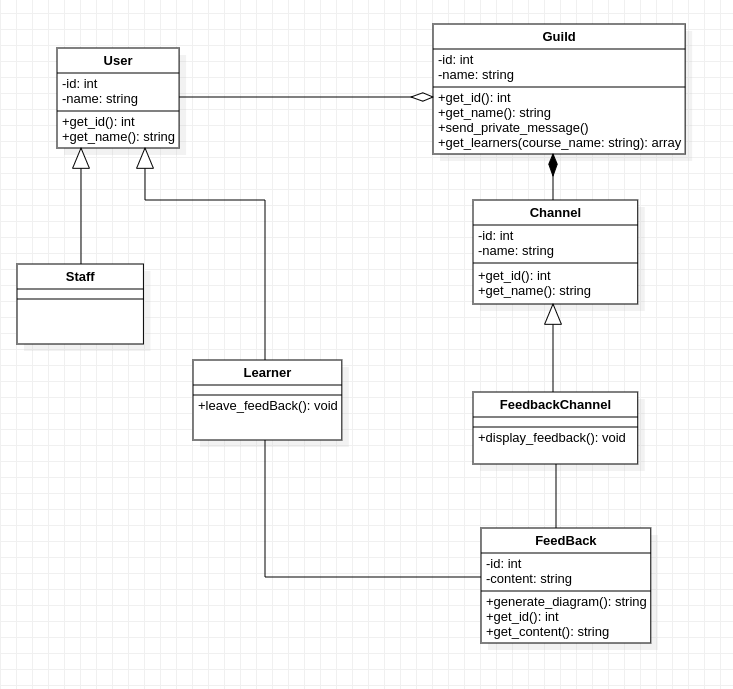 User
-id: int
-name: string
+get_id(): int
+get_name(): string
Guild
-id: int
-name: string
+get_id(): int
+get_name(): string
+send_private_message()
+get_learners(course_name: string): array
Channel
-id: int
-name: string
+get_id(): int
+get_name(): string
Staff
Learner
+leave_feedBack(): void
FeedbackChannel
+display_feedback(): void
FeedBack
-id: int
-content: string
+generate_diagram(): string
+get_id(): int
+get_content(): string